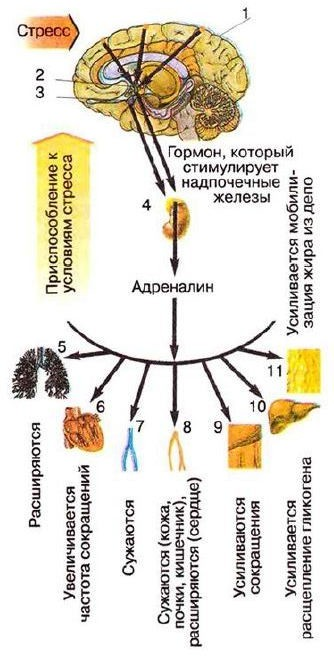 Стресс
1
2
3
Гормон, который
стимулирует
надпочечные
железы
4
Приспособление к
условиям стресса
Адреналин
Усиливается мобили-
зация жира из депо
5
6
7
8
9
10
11
Расширяются
Увеличивается
частота сокращений
Сужаются
Сужаются (кожа,
почки, кишечник),
расширяются (сердце)
Усиливаются
сокращения
Усиливается
расщепление гликогена